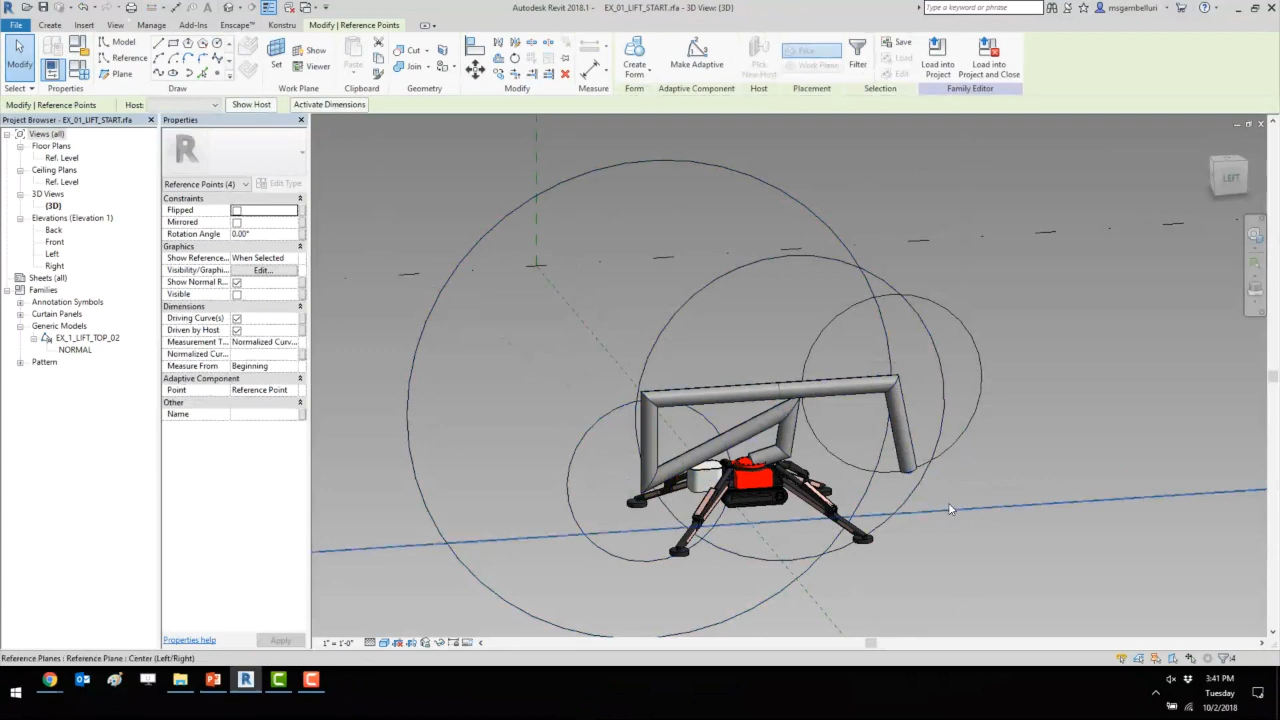 Autodesk Revit 2018.1 - EX_01_LIFT_START.rfa - 3D View: {3D}
Type a keyword or phrase
msgambelluri
File Create Insert View Manage Add-Ins Enscape™ Konstru Modify | Reference Points
Modify
Select
Properties
Model
Reference
Plane
Draw
Set
Show
Viewer
Work Plane
Paste
Clipboard
Cut
Join
Geometry
Modify
Measure
Create Form
Form
Make Adaptive
Adaptive Component
Pick New Host
Host
Face
Work Plane
Placement
Filter
Save
Load
Edit
Selection
Load into Project
Load into Project and Close
Family Editor
Modify | Reference Points Host: Show Host Activate Dimensions
Project Browser - EX_01_LIFT_START.rfa
Views (all)
Floor Plans
Ref. Level
Ceiling Plans
Ref. Level
3D Views
{3D}
Elevations (Elevation 1)
Back
Front
Left
Right
Sheets (all)
Families
Annotation Symbols
Curtain Panels
Generic Models
EX_1_LIFT_TOP_02
NORMAL
Pattern
Properties
R
Reference Points (4) Edit Type
Constraints
Flipped
Mirrored
Rotation Angle 0.00°
Graphics
Show Reference... When Selected
Visibility/Graphi... Edit...
Show Normal R...
Visible
Dimensions
Driving Curve(s)
Driven by Host
Measurement T... Normalized Curv...
Normalized Cur...
Measure From Beginning
Adaptive Component
Point Reference Point
Other
Name
Properties help Apply
LEFT
1" = 1'-0"
Reference Planes : Reference Plane : Center (Left/Right)
:4
3:41 PM
Tuesday
10/2/2018